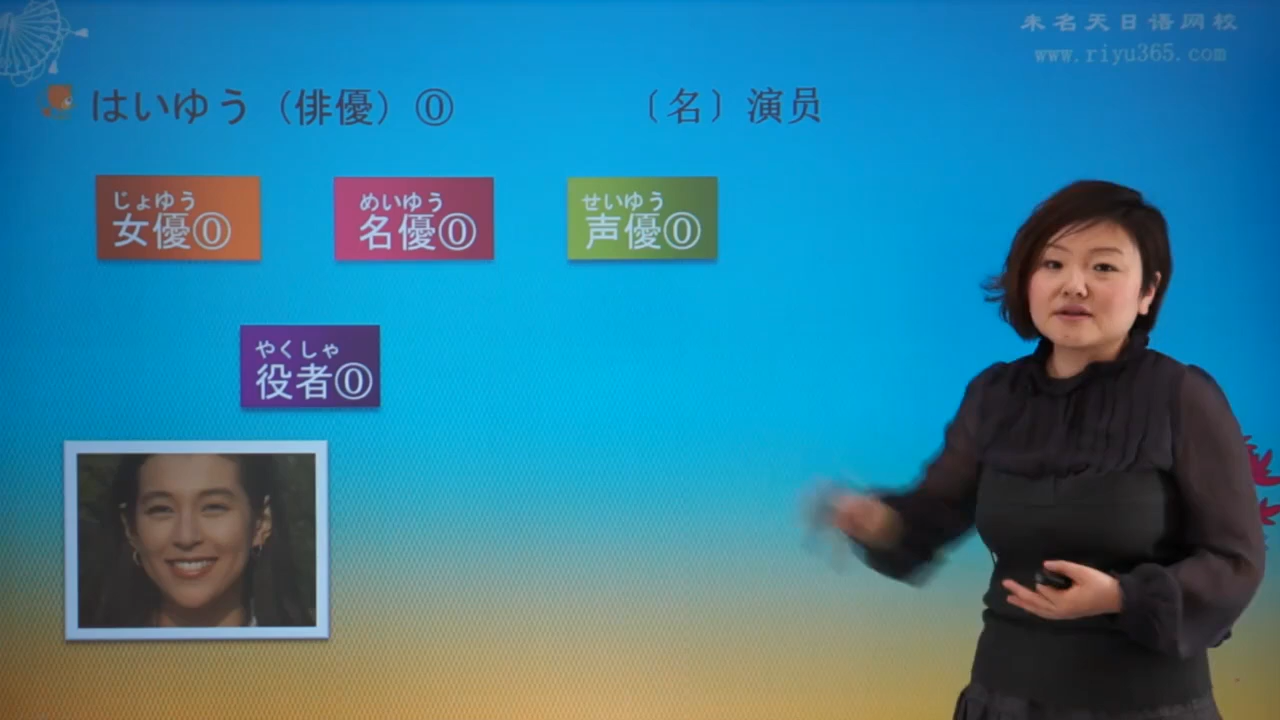 未名天日语网校
www.riyu365.com
はいゆう（俳優）⓪ 〔名〕演员
じょゆう
女優⓪
めいゆう
名優⓪
せいゆう
声優⓪
やくしゃ
役者⓪